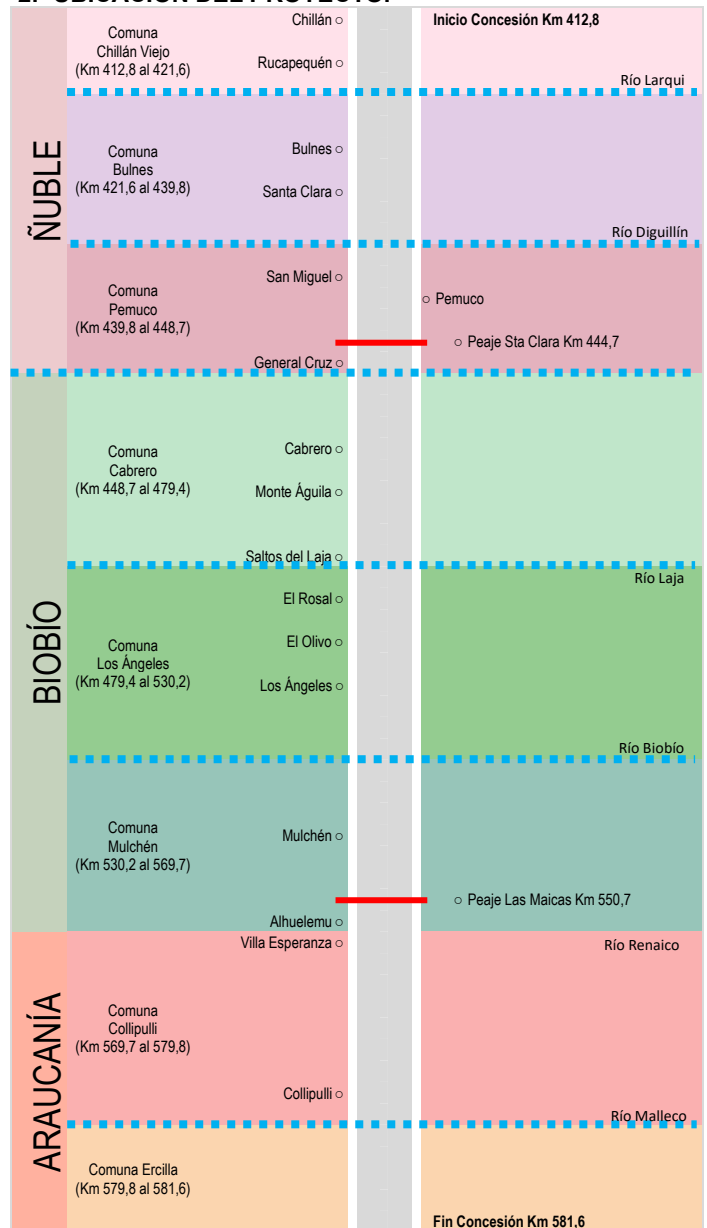 Chillán ○
Inicio Concesión Km 412,8
Comuna
Chillán Viejo
(Km 412,8 al 421,6)
Rucapequén ○
Río Larqui
ÑUBLE
Comuna
Bulnes
(Km 421,6 al 439,8)
Bulnes ○
Santa Clara ○
Río Diguillín
Comuna
Pemuco
(Km 439,8 al 448,7)
San Miguel ○
○ Pemuco
○ Peaje Sta Clara Km 444,7
General Cruz ○
BIOBÍO
Comuna
Cabrero
(Km 448,7 al 479,4)
Cabrero ○
Monte Águila ○
Saltos del Laja ○
Río Laja
Comuna
Los Ángeles
(Km 479,4 al 530,2)
El Rosal ○
El Olivo ○
Los Ángeles ○
Río Biobío
Comuna
Mulchén
(Km 530,2 al 569,7)
Mulchén ○
○ Peaje Las Maicas Km 550,7
Alhuelemu ○
ARAUCANÍA
Villa Esperanza ○
Río Renaico
Comuna
Collipulli
(Km 569,7 al 579,8)
Collipulli ○
Río Malleco
Comuna Ercilla
(Km 579,8 al 581,6)
Fin Concesión Km 581,6